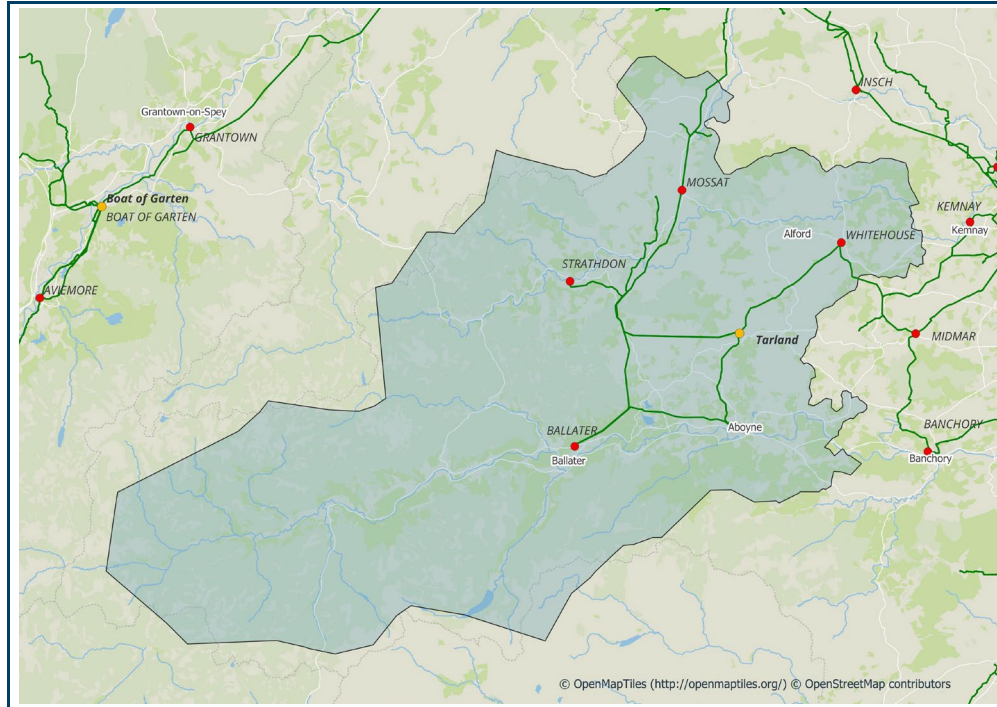 INSCH
Grantown-on-Spey
GRANTOWN
MOSSAT
Boat of Garten
BOAT OF GARTEN
KEMNAY
Kemnay
Alford
WHITEHOUSE
STRATHDON
AVIEMORE
Tarland
MIDMAR
BALLATER
Aboyne
BANCHORY
Ballater
Banchory
© OpenMapTiles (http://openmaptiles.org/) © OpenStreetMap contributors